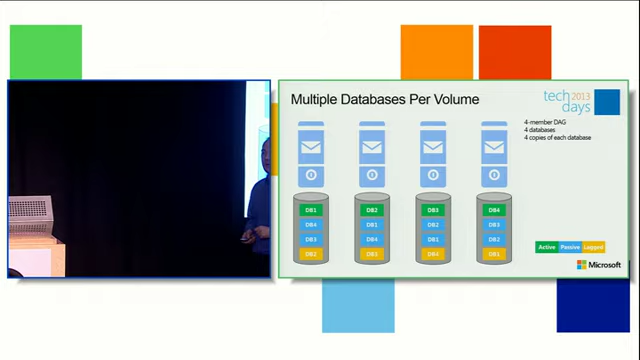 Multiple Databases Per Volume
tech 2013
days
4-member DAG
4 databases
4 copies of each database
DB1
DB4
DB3
DB2
DB2
DB1
DB4
DB3
DB3
DB1
DB2
DB4
DB4
DB3
DB2
DB1
Active Passive Lagged
Microsoft